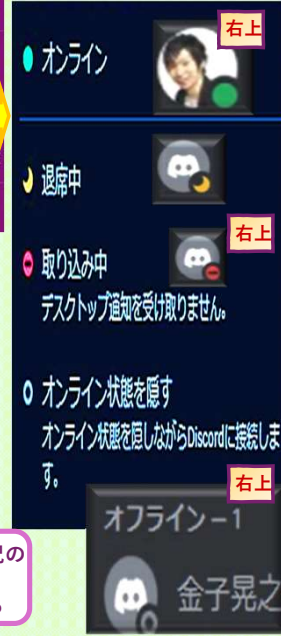 右上
オンライン
退席中
右上
取り込み中
デスクトップ通知を受け取りません。
オンライン状態を隠す
オンライン状態を隠しながらDiscordに接続しま
す。
右上
オフライン－1
金子晃之
の